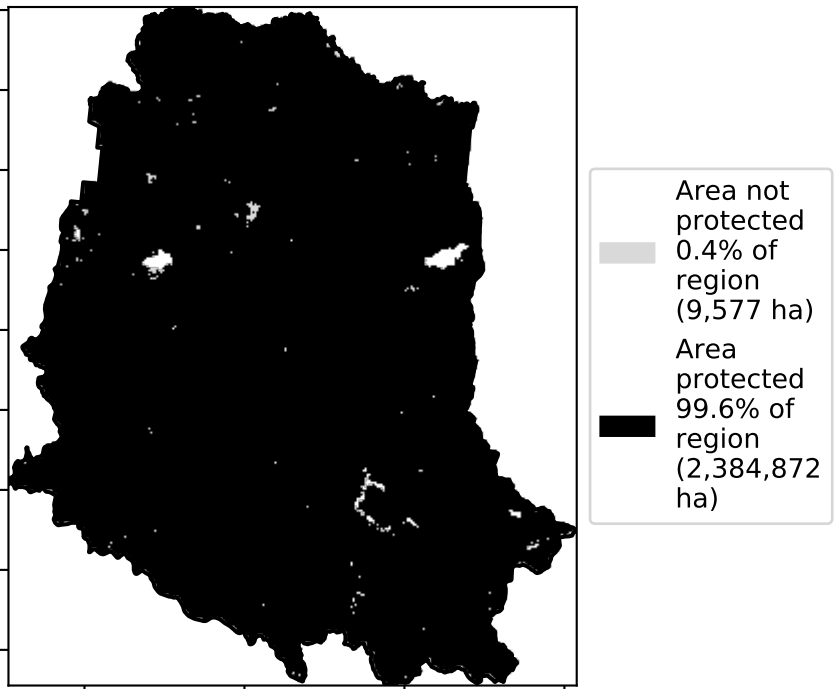 Area not
protected
0.4% of
region
(9,577 ha)
Area
protected
99.6% of
region
(2,384,872
ha)